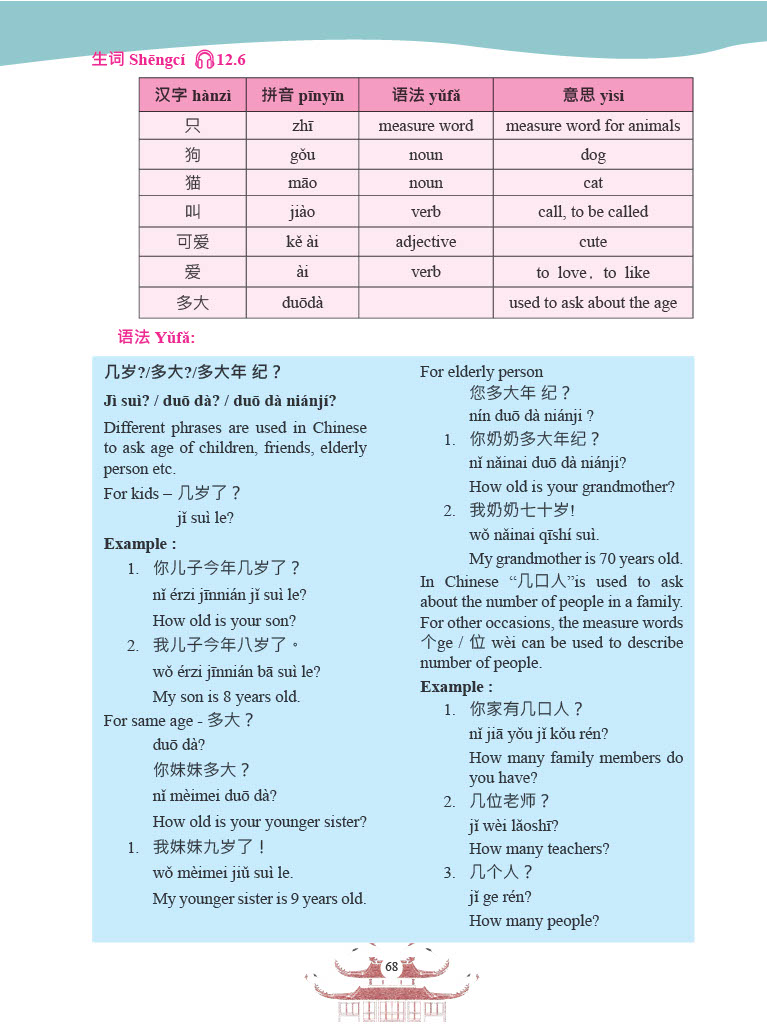 生词 Shēngcí 12.6
汉字 hànzì 拼音 pīnyīn 语法 yǔfǎ 意思 yìsi
只 zhī measure word measure word for animals
狗 gǒu noun dog
猫 māo noun cat
叫 jiào verb call, to be called
可爱 kě ài adjective cute
爱 ài verb to love, to like
多大 duōdà used to ask about the age
语法 Yǔfǎ:
几岁?/多大?/多大年 纪？
Jì suì? / duō dà? / duō dà niánjí?
Different phrases are used in Chinese
to ask age of children, friends, elderly
person etc.
For kids – 几岁了？
jǐ suì le?
Example :
1. 你儿子今年几岁了？
nǐ érzi jīnnián jǐ suì le?
How old is your son?
2. 我儿子今年八岁了。
wǒ érzi jīnnián bā suì le?
My son is 8 years old.
For same age - 多大？
duō dà?
你妹妹多大？
nǐ mèimei duō dà?
How old is your younger sister?
1. 我妹妹九岁了！
wǒ mèimei jiǔ suì le.
My younger sister is 9 years old.
For elderly person
您多大年 纪？
nín duō dà niánji ?
1. 你奶奶多大年纪？
nǐ nǎinai duō dà niánji?
How old is your grandmother?
2. 我奶奶七十岁!
wǒ nǎinai qīshí suì.
My grandmother is 70 years old.
In Chinese “几口人”is used to ask
about the number of people in a family.
For other occasions, the measure words
个ge / 位 wèi can be used to describe
number of people.
Example :
1. 你家有几口人？
nǐ jiā yǒu jǐ kǒu rén?
How many family members do
you have?
2. 几位老师？
jǐ wèi lǎoshī?
How many teachers?
3. 几个人？
jǐ ge rén?
How many people?
68